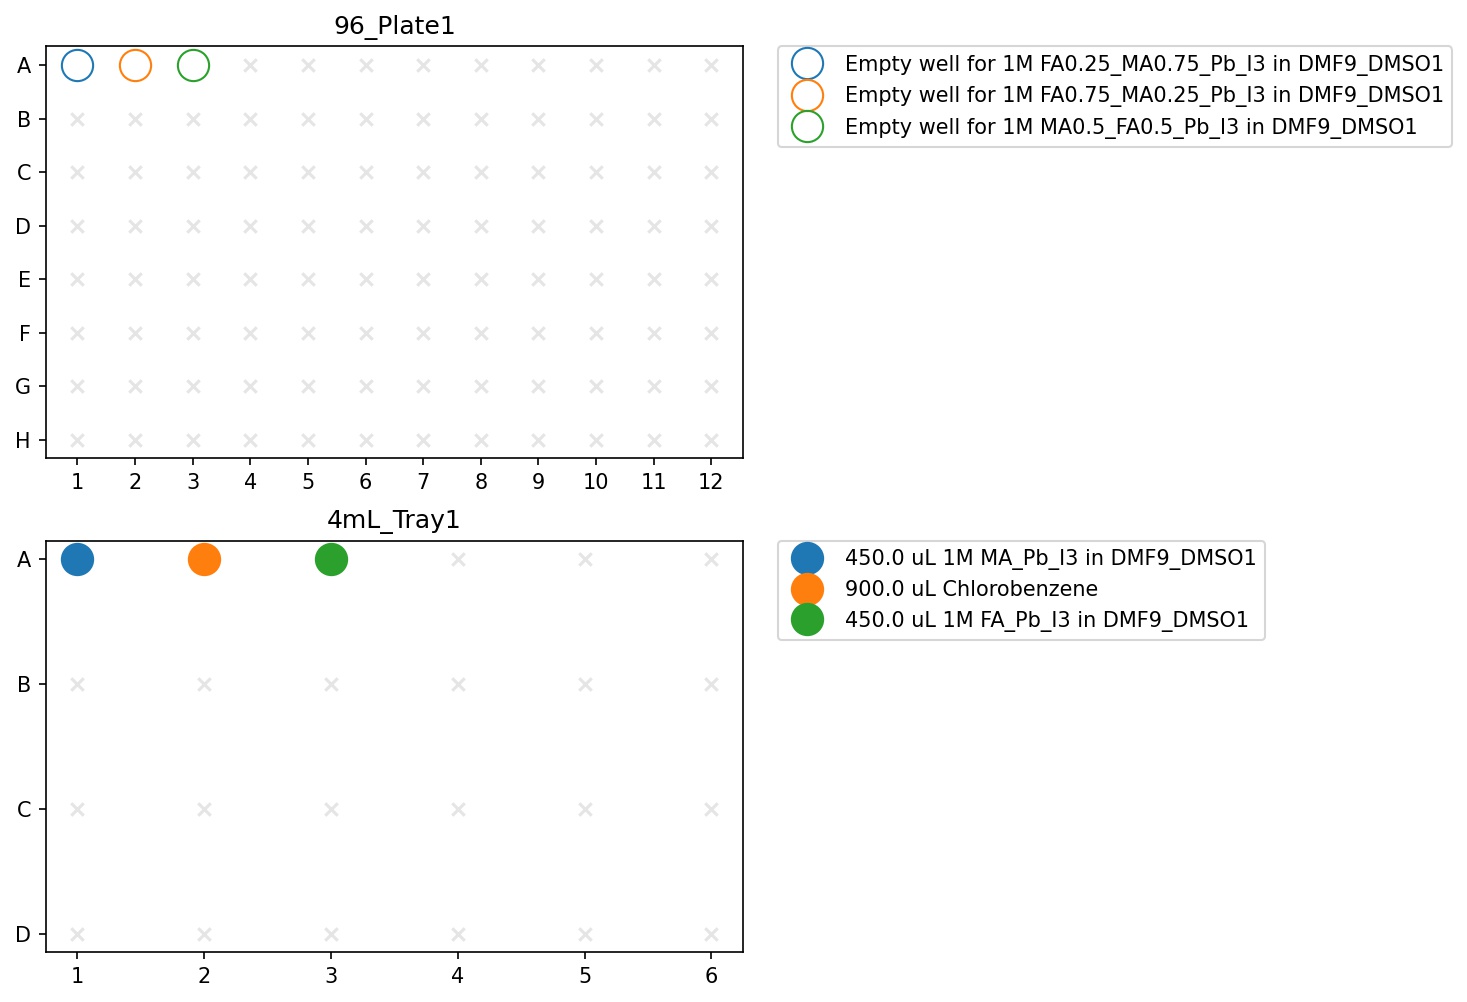 96_Plate1
A
B
C
D
E
F
G
H
1 2 3 4 5 6 7 8 9 10 11 12
Empty well for 1M FA0.25_MA0.75_Pb_I3 in DMF9_DMSO1
Empty well for 1M FA0.75_MA0.25_Pb_I3 in DMF9_DMSO1
Empty well for 1M MA0.5_FA0.5_Pb_I3 in DMF9_DMSO1
4mL_Tray1
A
B
C
D
1 2 3 4 5 6
450.0 uL 1M MA_Pb_I3 in DMF9_DMSO1
900.0 uL Chlorobenzene
450.0 uL 1M FA_Pb_I3 in DMF9_DMSO1